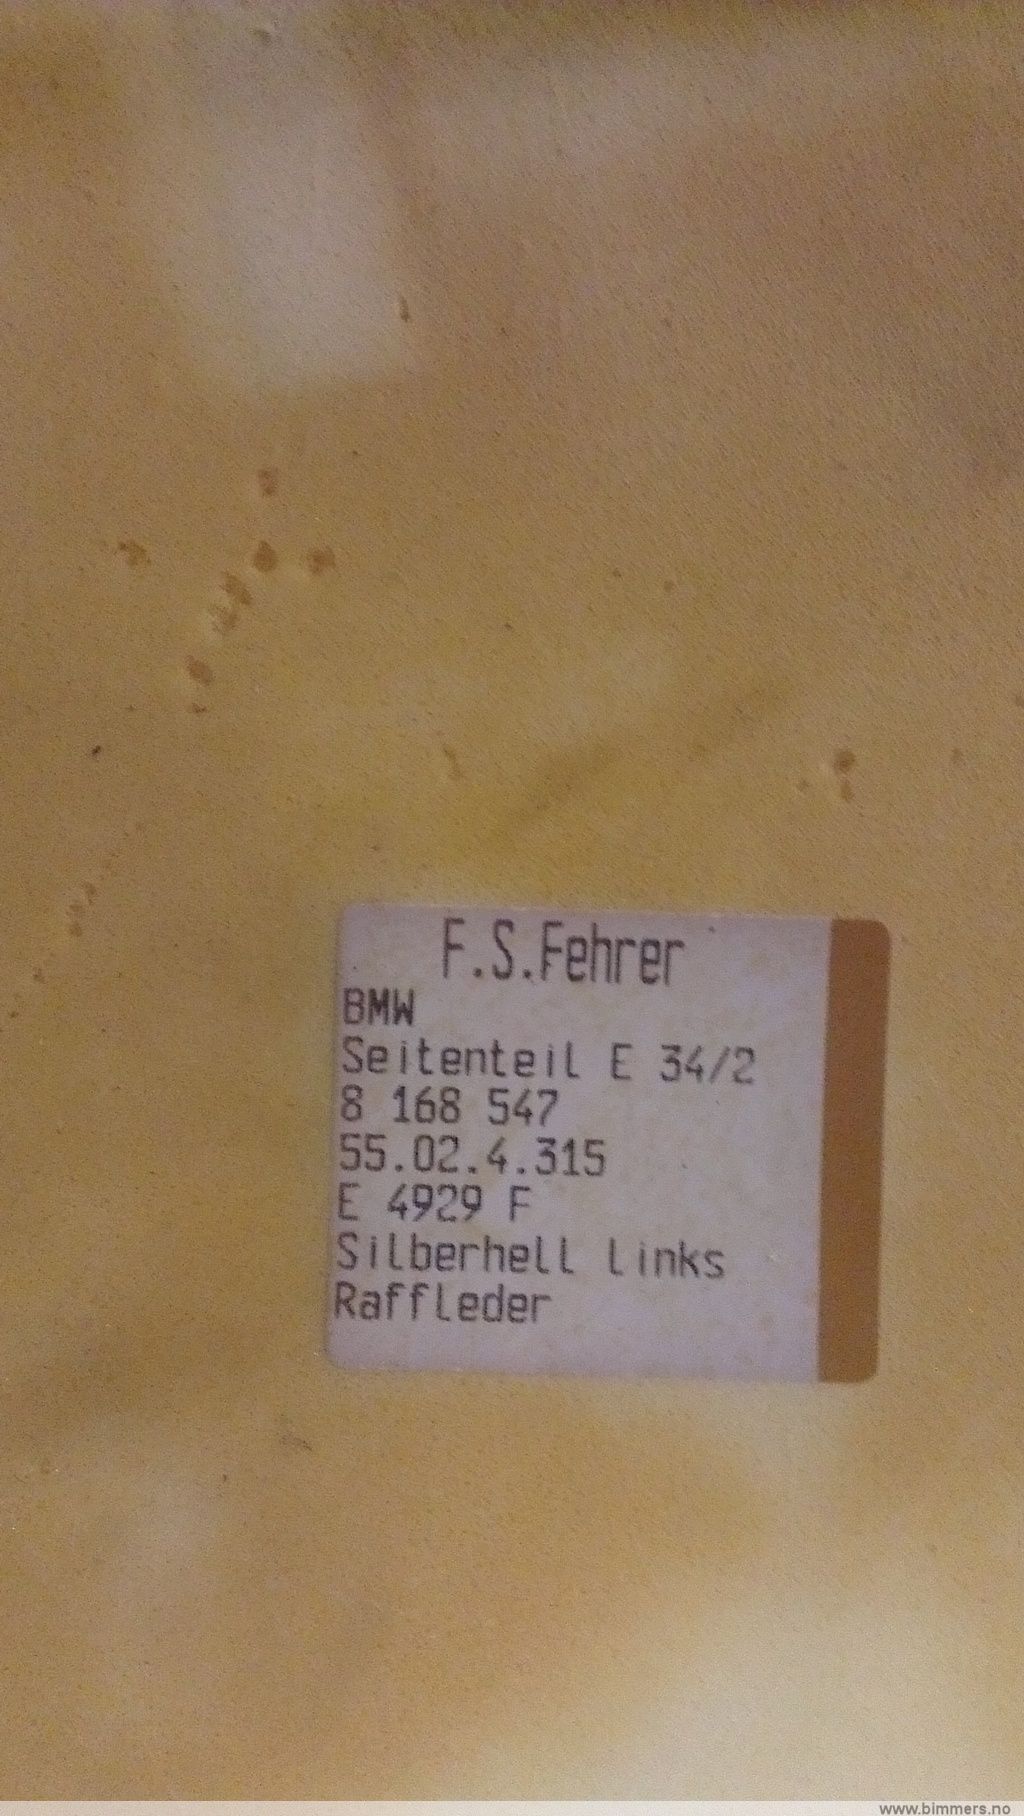 F.S.Fehrer
BMW
Seitenteil E 34/2
8 168 547
55.02.4.315
E 4929 F
Silberhell links
Raffleder
www.bimmers.no